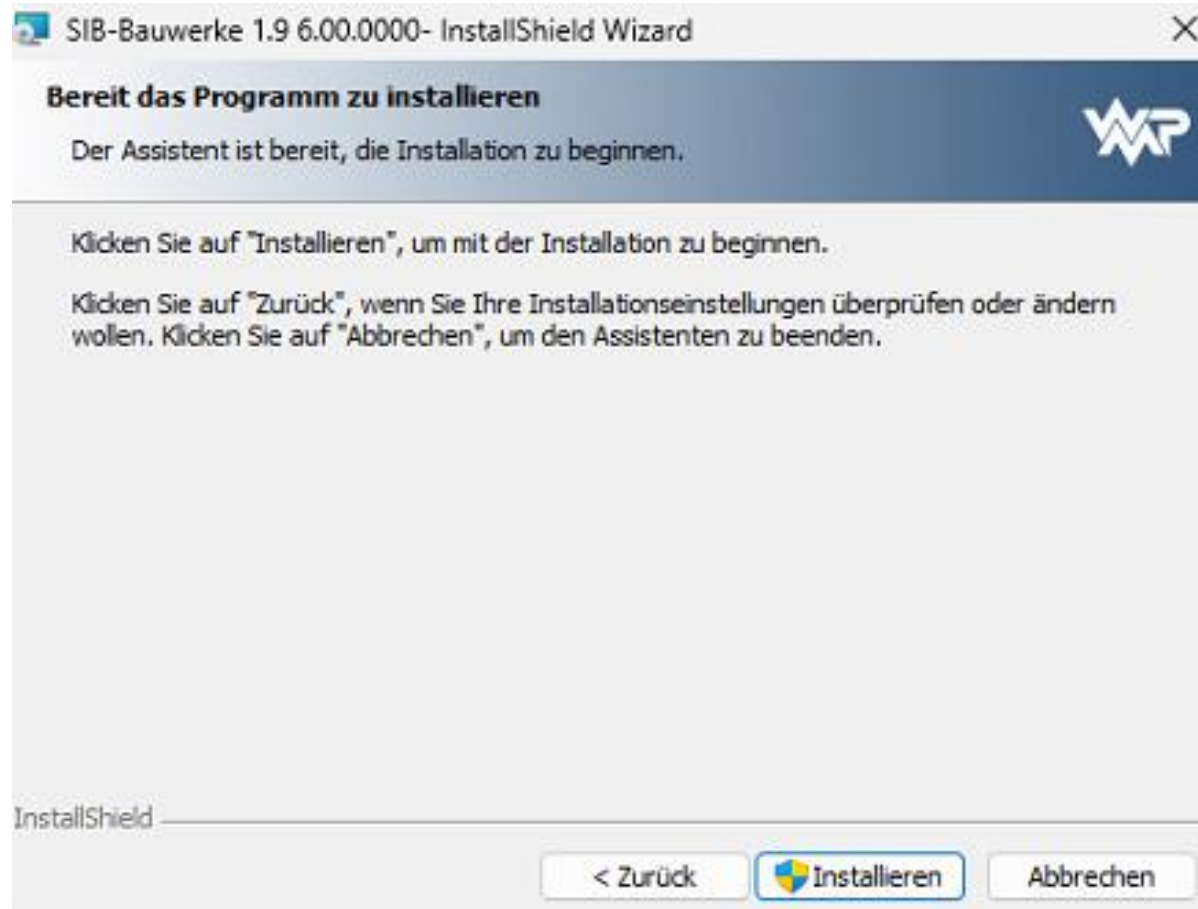 SIB-Bauwerke 1.9 6.00.0000- InstallShield Wizard
Bereit das Programm zu installieren
Der Assistent ist bereit, die Installation zu beginnen.
WMP
Klicken Sie auf "Installieren", um mit der Installation zu beginnen.
Klicken Sie auf "Zurück", wenn Sie Ihre Installationseinstellungen überprüfen oder ändern
wollen. Klicken Sie auf "Abbrechen", um den Assistenten zu beenden.
InstallShield
< Zurück
Installieren
Abbrechen